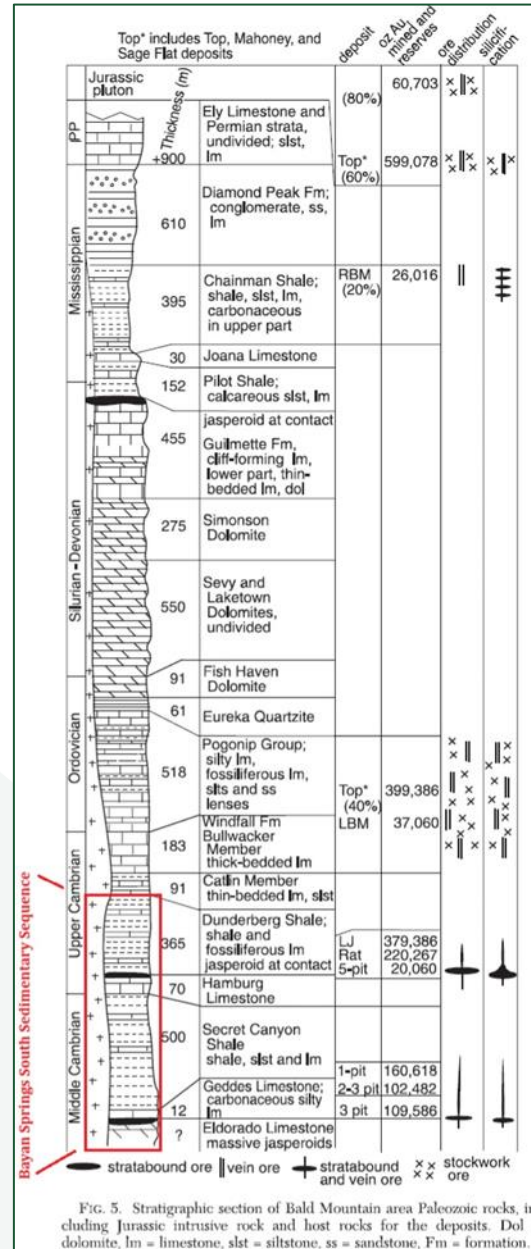 Top* includes Top, Mahoney, and
Sage Flat deposits
deposit
oz Au,
mined and
reserves
ore
distribution
silicifi-
cation
Jurassic
pluton
Thickness (m)
(80%)
60,703
PP
+900
Ely Limestone and
Permian strata,
undivided; slst,
lm
Top*
(60%)
599,078
Mississippian
610
Diamond Peak Fm;
conglomerate, ss,
lm
395
Chainman Shale;
shale, slst, lm,
carbonaceous
in upper part
RBM
(20%)
26,016
30
Joana Limestone
152
Pilot Shale;
calcareous slst, lm
Silurian-Devonian
jasperoid at contact
455
Guilmette Fm,
cliff-forming lm,
lower part, thin-
bedded lm, dol
275
Simonson
Dolomite
550
Sevy and
Laketown
Dolomites,
undivided
91
Fish Haven
Dolomite
Ordovician
61
Eureka Quartzite
518
Pogonip Group;
silty lm,
fossiliferous lm,
slts and ss
lenses
Top*
(40%)
399,386
LBM
37,060
183
Windfall Fm
Bullwacker
Member
thick-bedded lm
Upper Cambrian
91
Catlin Member
thin-bedded lm, slst
365
Dunderberg Shale;
shale and
fossiliferous lm
jasperoid at contact
LJ 379,386
Rat 220,267
5-pit 20,060
70
Hamburg
Limestone
Middle Cambrian
500
Secret Canyon
Shale
shale, slst and lm
1-pit 160,618
12
Geddes Limestone;
carbonaceous silty
lm
2-3 pit 102,482
3 pit 109,586
?
Eldorado Limestone
massive jasperoids
Bayan Springs South Sedimentary Sequence
stratabound ore
vein ore
stratabound
and vein ore
stockwork
ore
FIG. 5. Stratigraphic section of Bald Mountain area Paleozoic rocks, in
cluding Jurassic intrusive rock and host rocks for the deposits. Dol
dolomite, lm = limestone, slst = siltstone, ss = sandstone, Fm = formation,